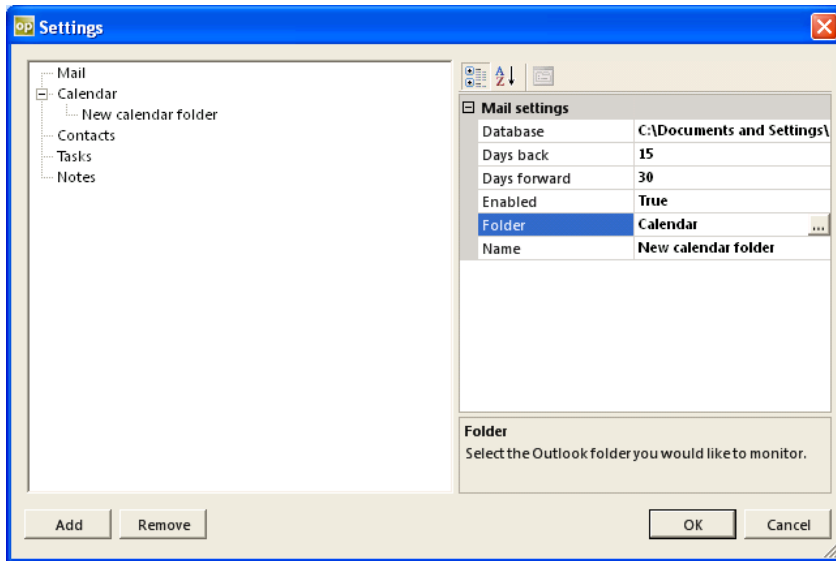 op Settings
Mail
Calendar
New calendar folder
Contacts
Tasks
Notes
A
Z
Mail settings
Database C:\Documents and Settings\
Days back 15
Days forward 30
Enabled True
Folder Calendar ...
Name New calendar folder
Folder
Select the Outlook folder you would like to monitor.
Add Remove OK Cancel